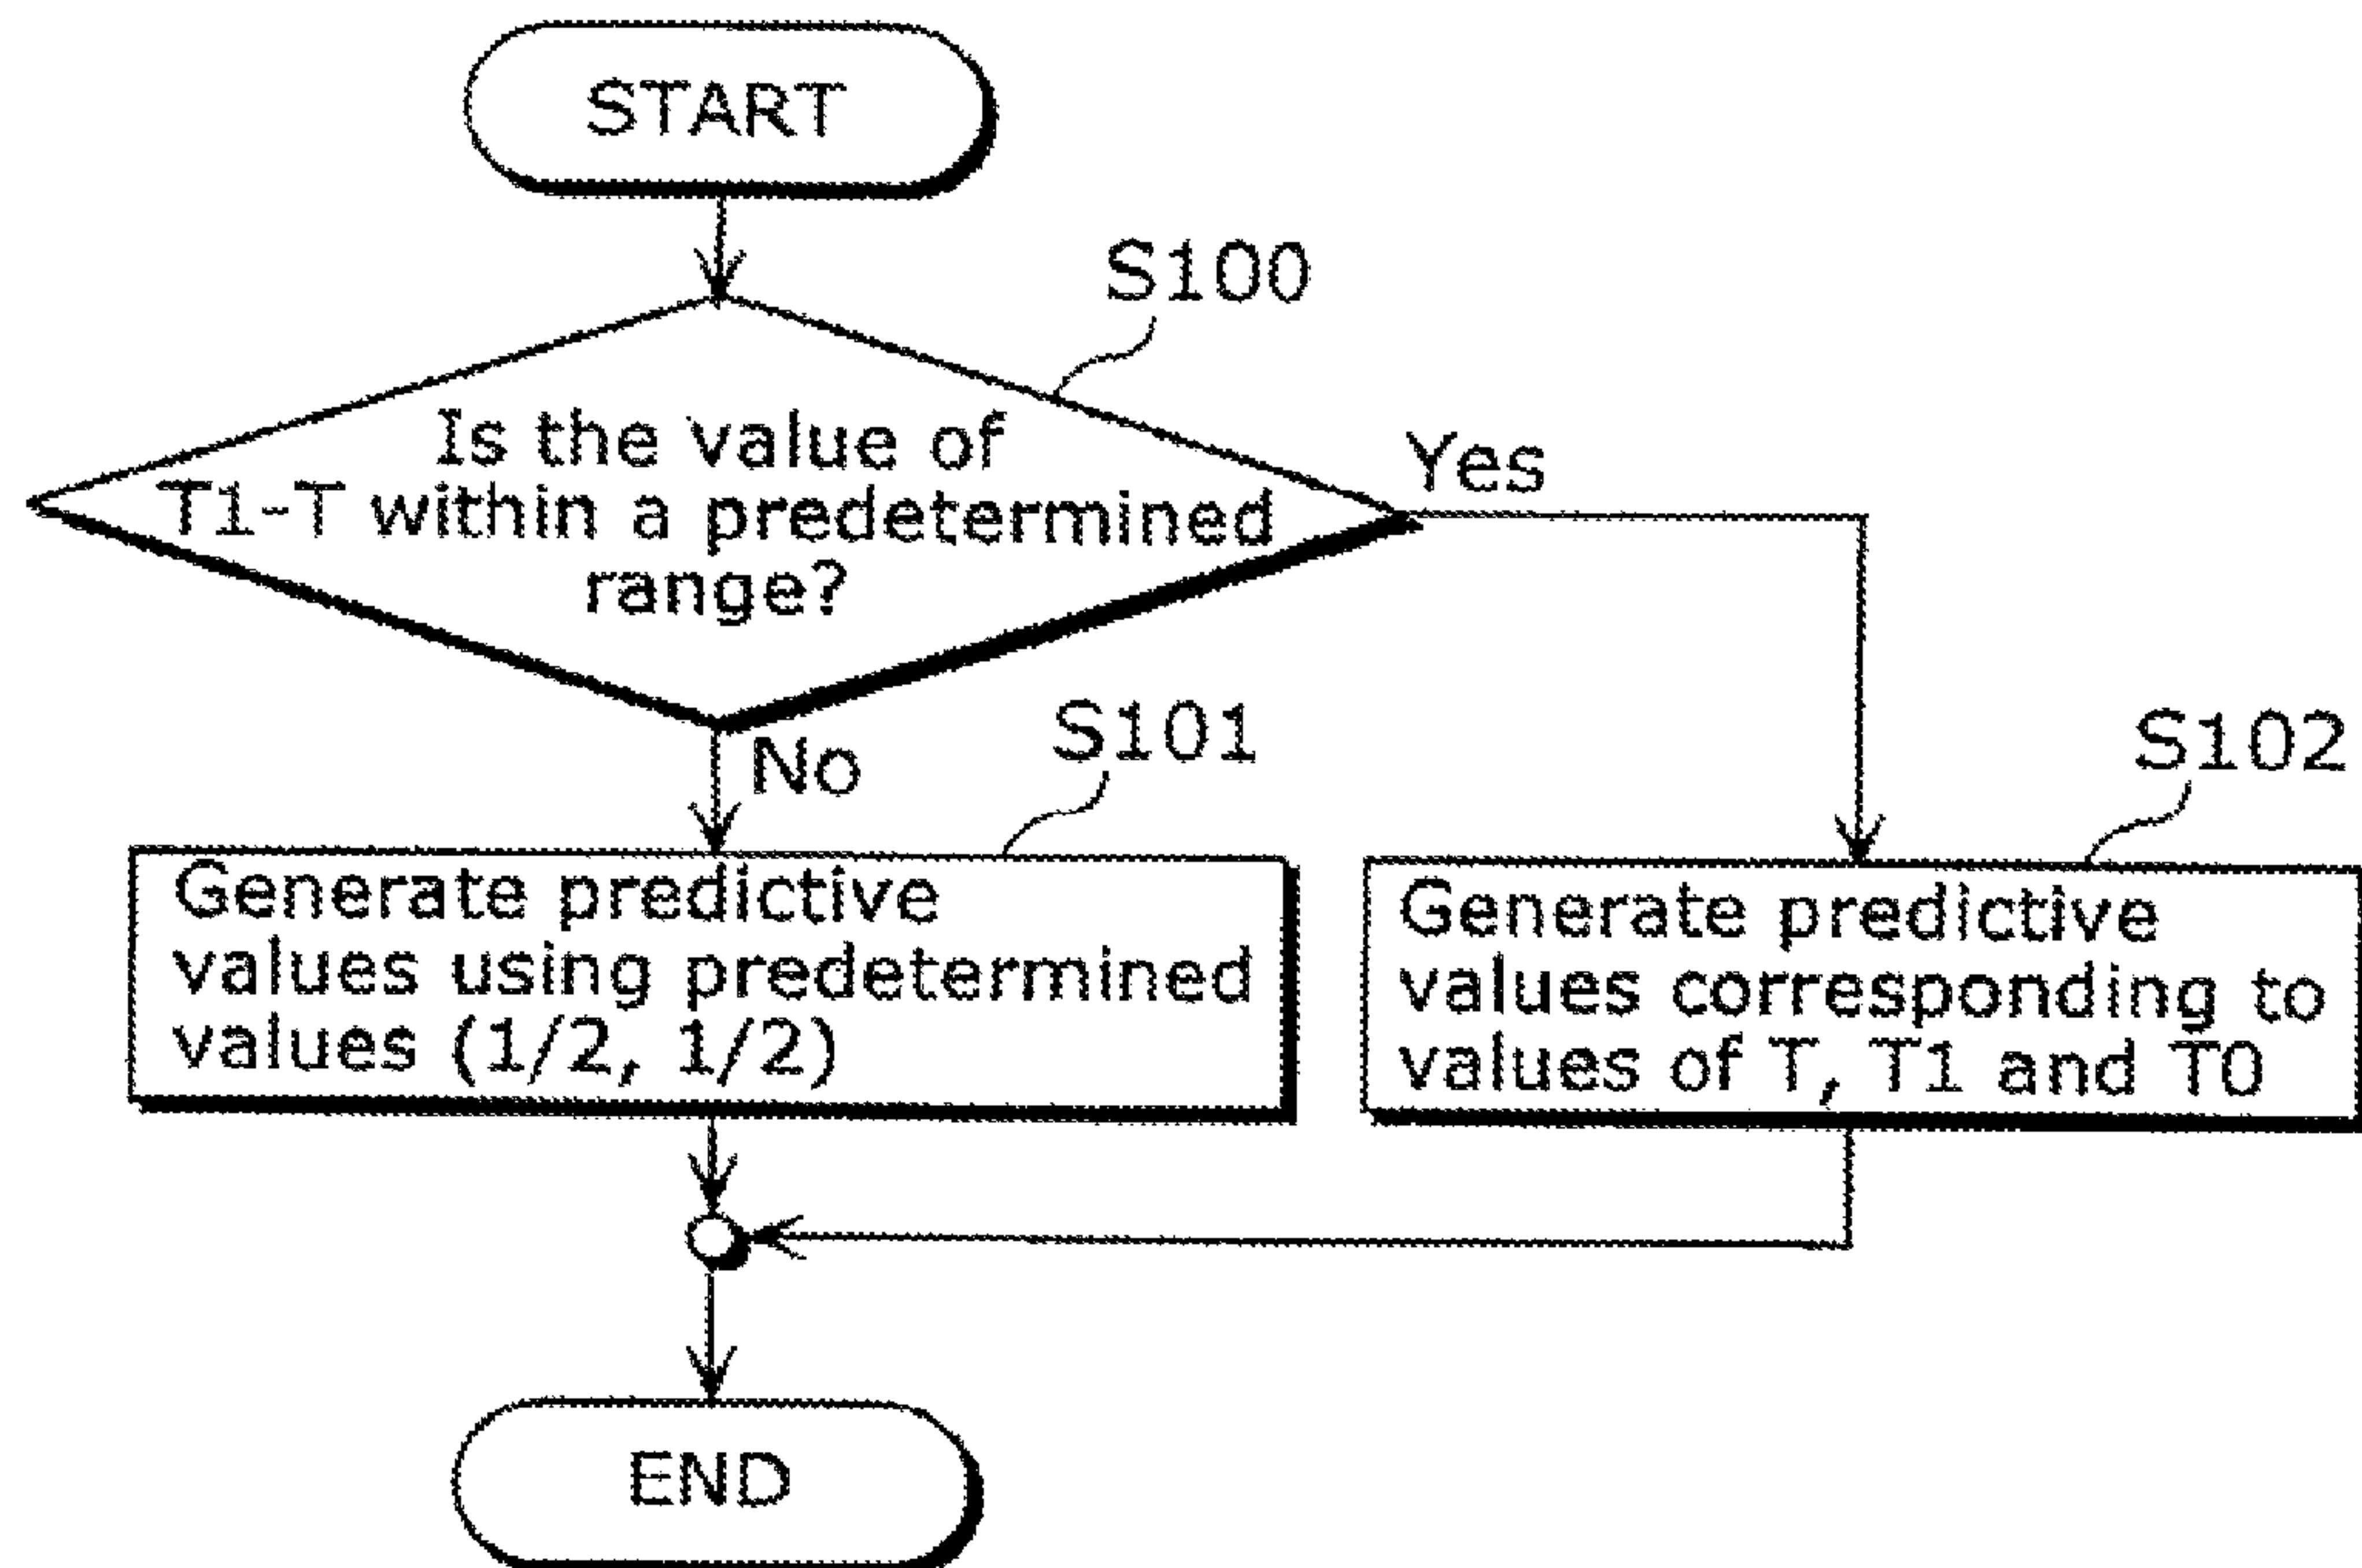 START
S100
Is the value of
T1-T within a predetermined
range?
Yes
No
S101
S102
Generate predictive
values using predetermined
values (1/2, 1/2)
Generate predictive
values corresponding to
values of T, T1 and T0
END